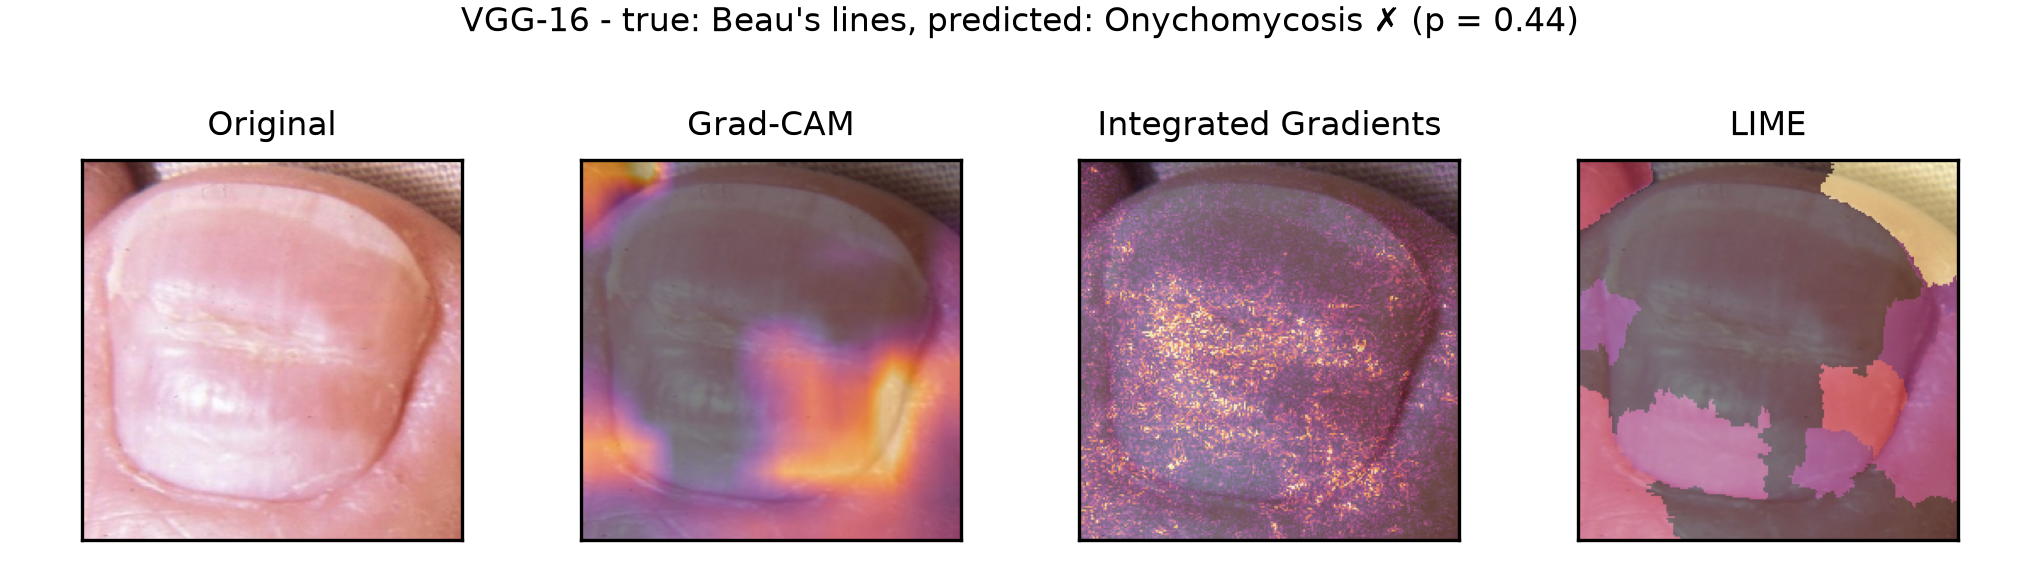 VGG-16 - true: Beau's lines, predicted: Onychomycosis ✗ (p = 0.44)
Original
Grad-CAM
Integrated Gradients
LIME